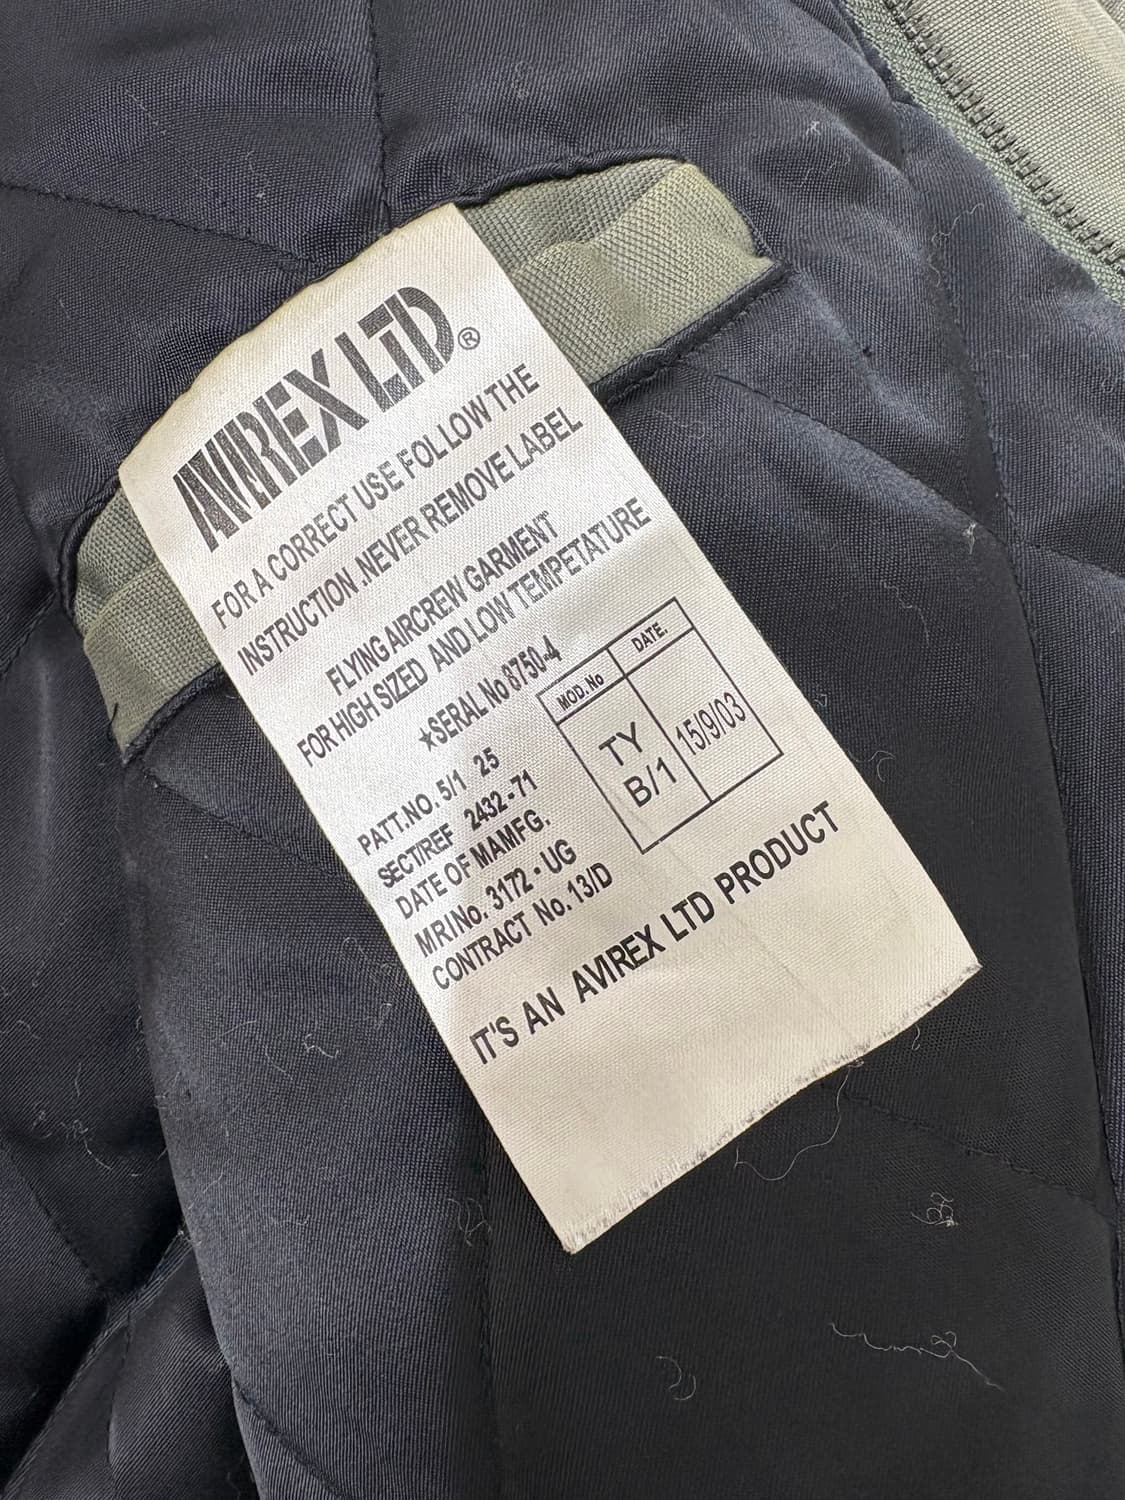 AVIREX LTD®
FOR A CORRECT USE FOLLOW THE
INSTRUCTION .NEVER REMOVE LABEL
FLYING AIRCREW GARMENT
FOR HIGH SIZED AND LOW TEMPETATURE
★SERAL No 8750-4
MOD. No DATE.
TY 15/9/03
B/1
PATT.NO. 5/1 25
SECT/REF 2432-71
DATE OF MAMFG.
MRINo. 3172-UG
CONTRACT No. 13/D
IT'S AN AVIREX LTD PRODUCT